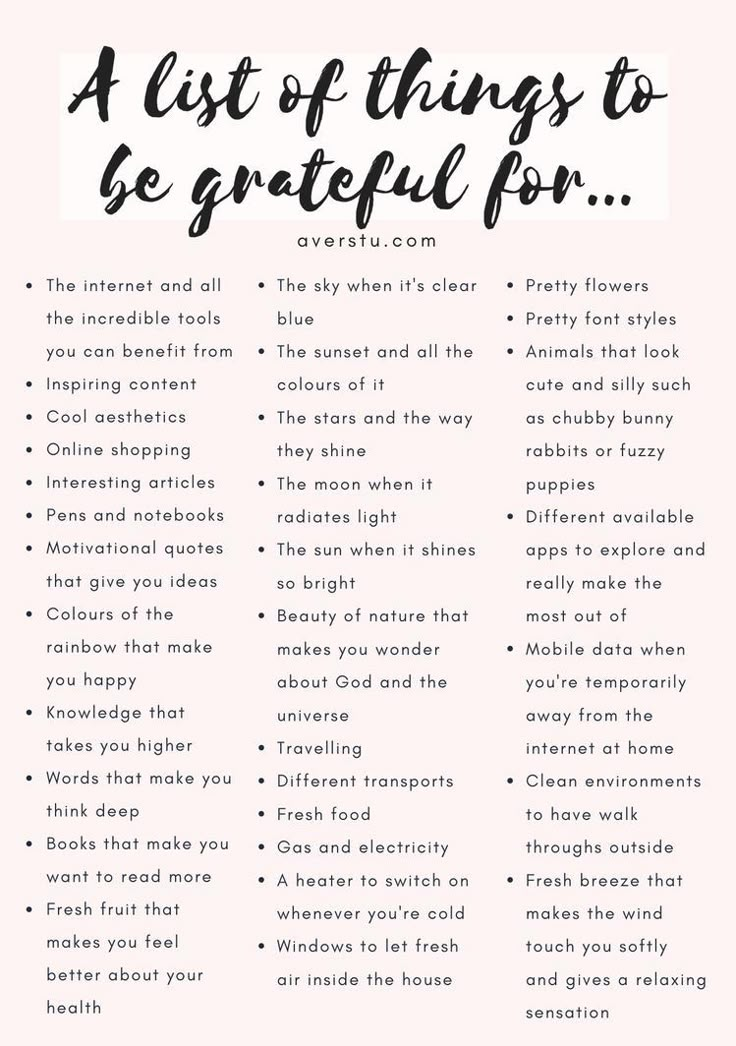 A list of things to
be grateful for...
averstu.com
• The internet and all
the incredible tools
you can benefit from
• Inspiring content
• Cool aesthetics
• Online shopping
• Interesting articles
• Pens and notebooks
• Motivational quotes
that give you ideas
• Colours of the
rainbow that make
you happy
• Knowledge that
takes you higher
• Words that make you
think deep
• Books that make you
want to read more
• Fresh fruit that
makes you feel
better about your
health
• The sky when it's clear
blue
• The sunset and all the
colours of it
• The stars and the way
they shine
• The moon when it
radiates light
• The sun when it shines
so bright
• Beauty of nature that
makes you wonder
about God and the
universe
• Travelling
• Different transports
• Fresh food
• Gas and electricity
• A heater to switch on
whenever you're cold
• Windows to let fresh
air inside the house
• Pretty flowers
• Pretty font styles
• Animals that look
cute and silly such
as chubby bunny
rabbits or fuzzy
puppies
• Different available
apps to explore and
really make the
most out of
• Mobile data when
you're temporarily
away from the
internet at home
• Clean environments
to have walk
throughs outside
• Fresh breeze that
makes the wind
touch you softly
and gives a relaxing
sensation